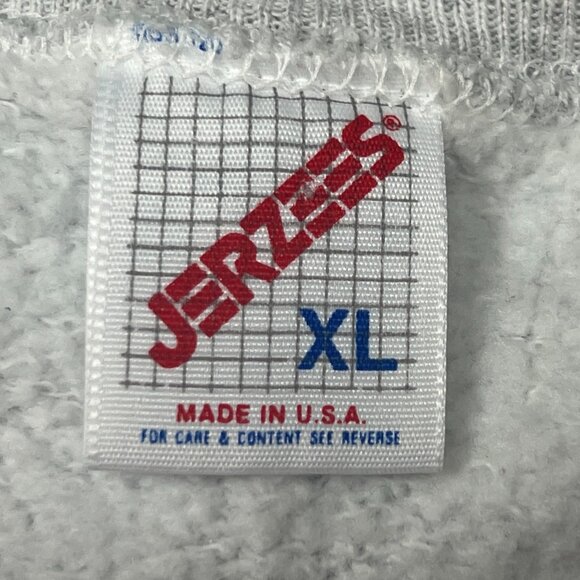 JERZEES®
XL
MADE IN U.S.A.
FOR CARE & CONTENT SEE REVERSE